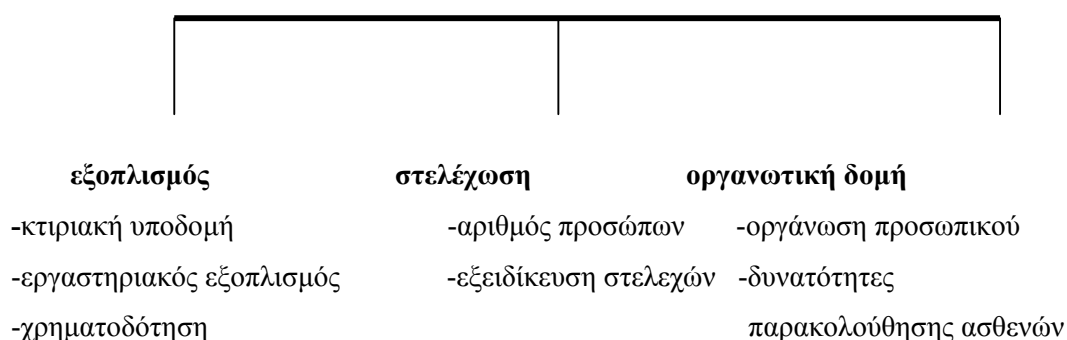 εξοπλισμός στελέχωση οργανωτική δομή
-κτιριακή υποδομή -αριθμός προσώπων -οργάνωση προσωπικού
-εργαστηριακός εξοπλισμός -εξειδίκευση στελεχών -δυνατότητες
-χρηματοδότηση παρακολούθησης ασθενών